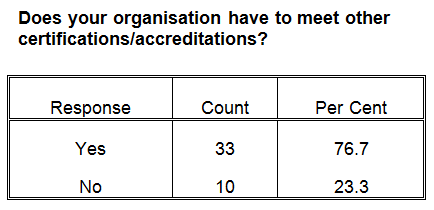 Does your organisation have to meet other
certifications/accreditations?
Response Count Per Cent
Yes 33 76.7
No 10 23.3